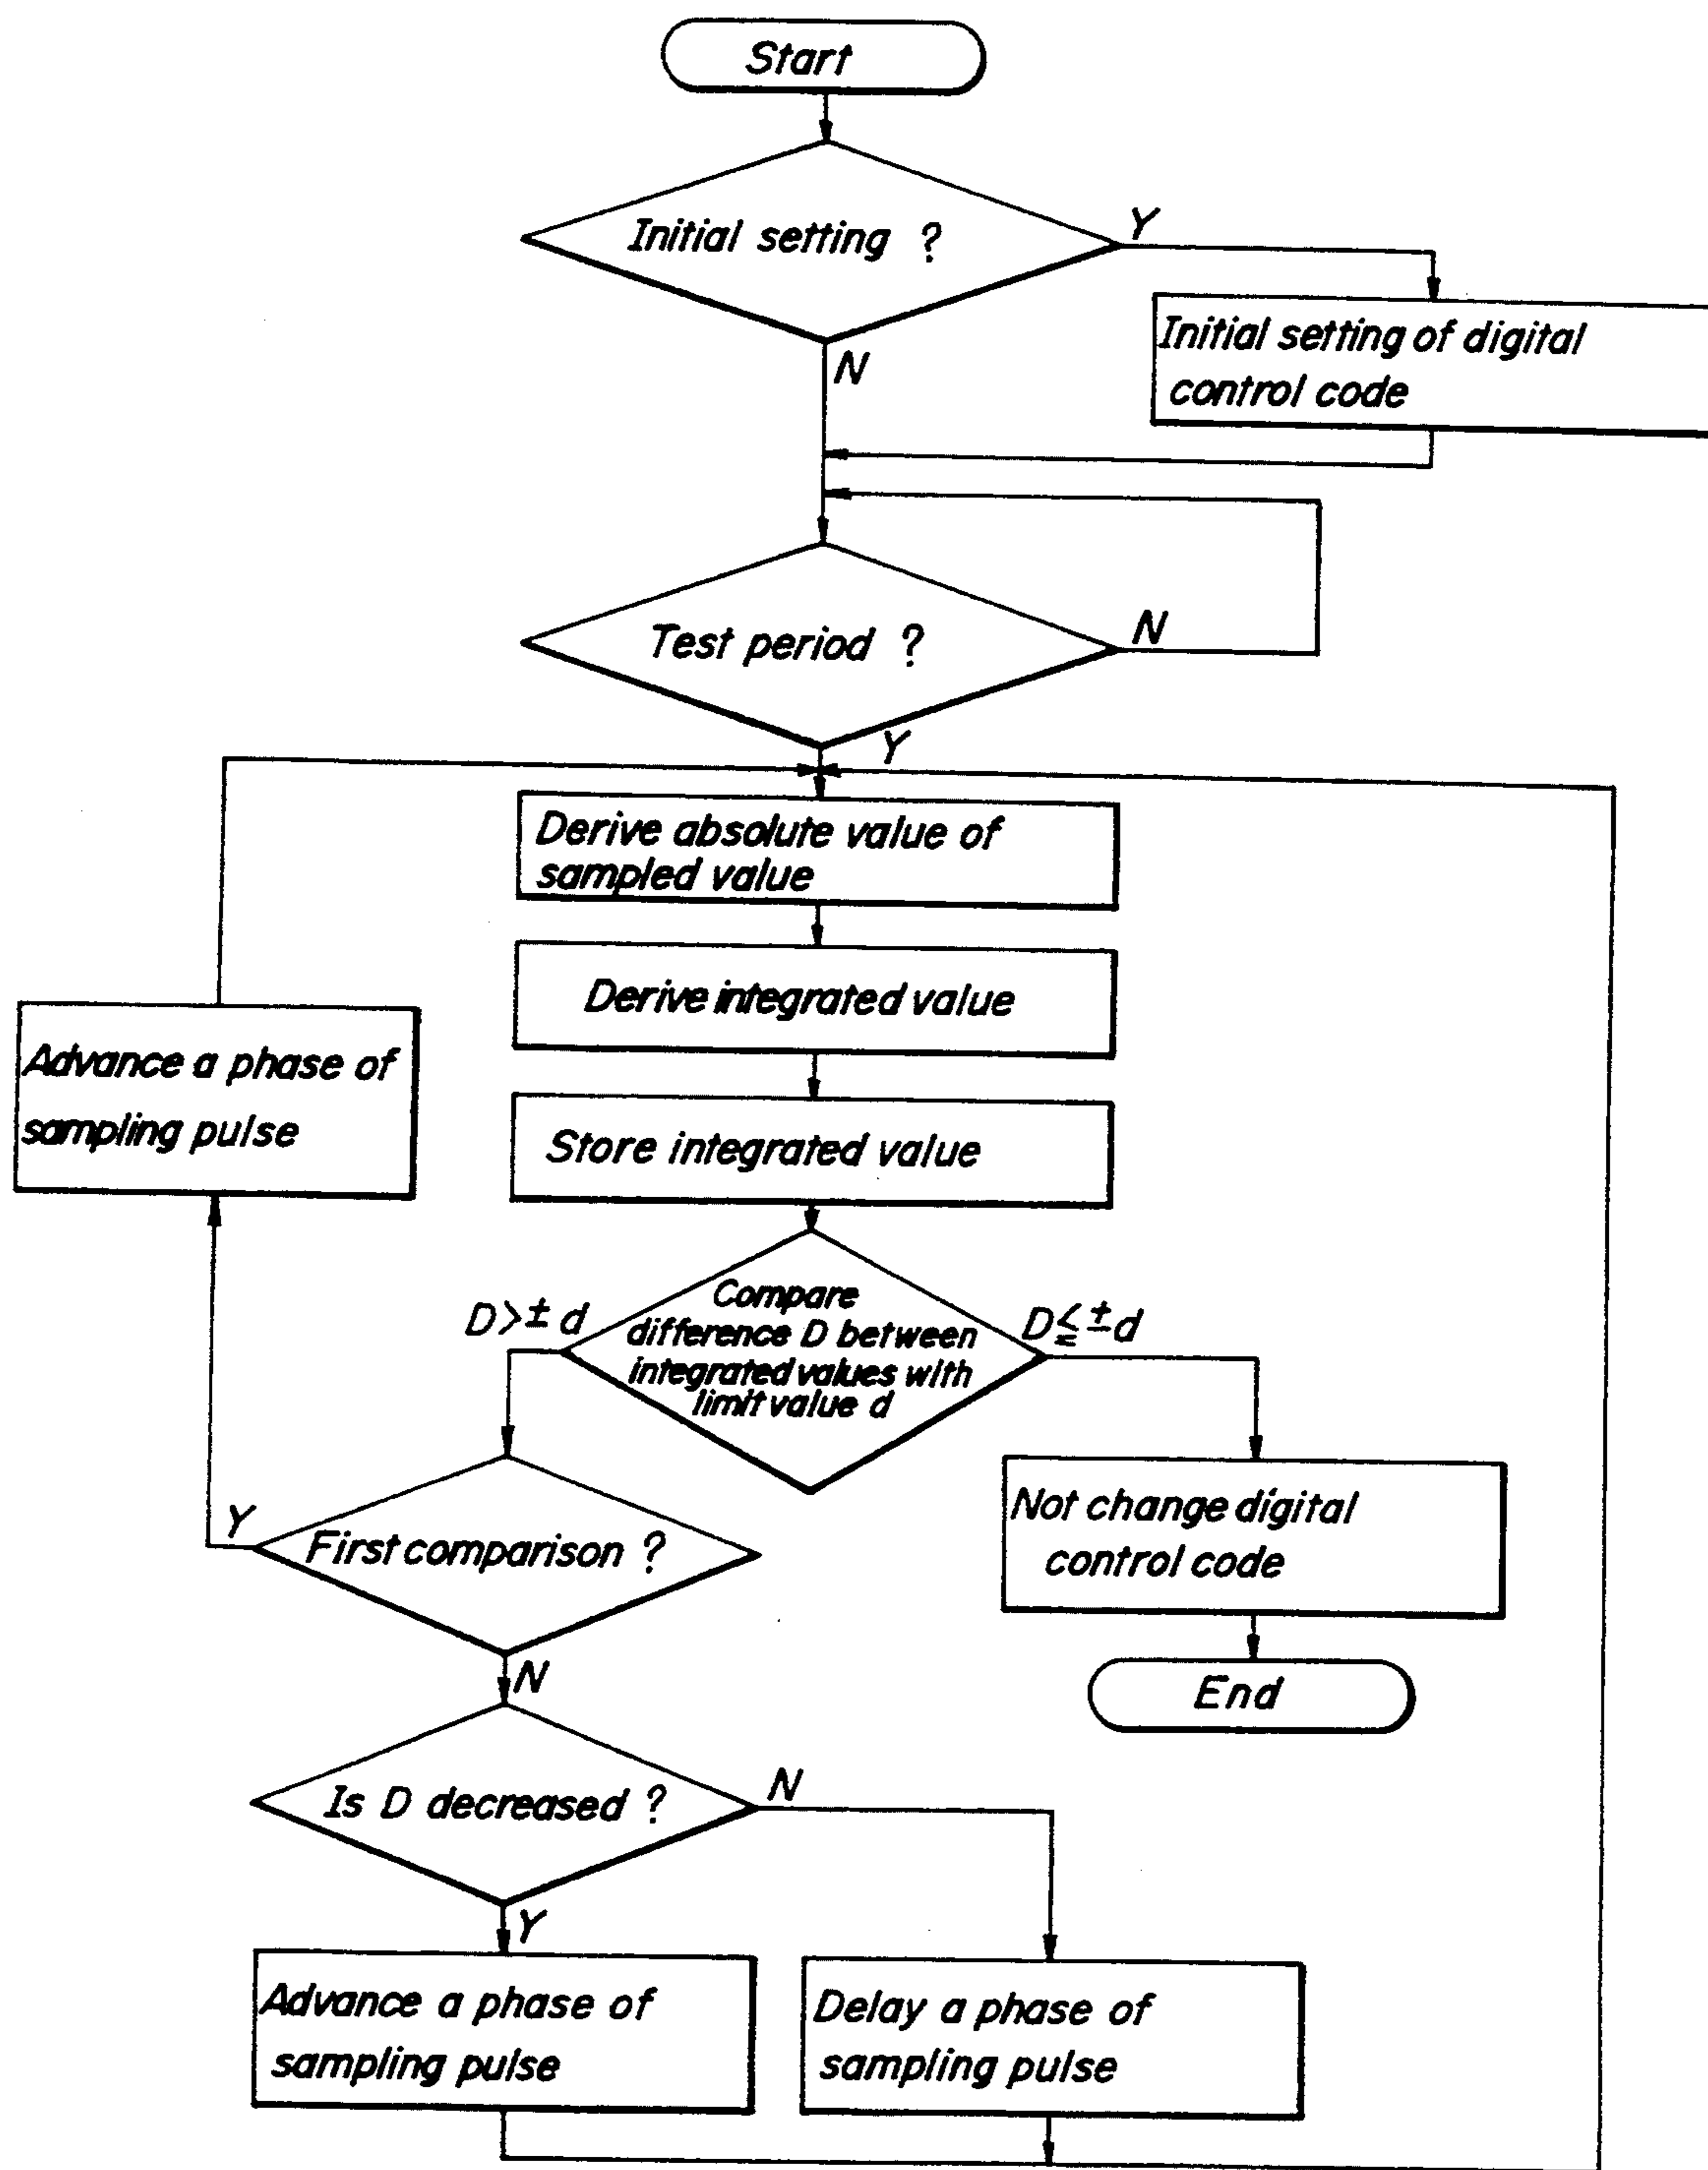 Start
Initial setting ?
Y
Initial setting of digital
control code
N
Test period ?
N
Y
Derive absolute value of
sampled value
Derive integrated value
Advance a phase of
sampling pulse
Store integrated value
D>± d
Compare
difference D between
integrated values with
limit value d
D≦±d
Y
First comparison ?
Not change digital
control code
N
End
Is D decreased ?
N
Y
Advance a phase of
sampling pulse
Delay a phase of
sampling pulse